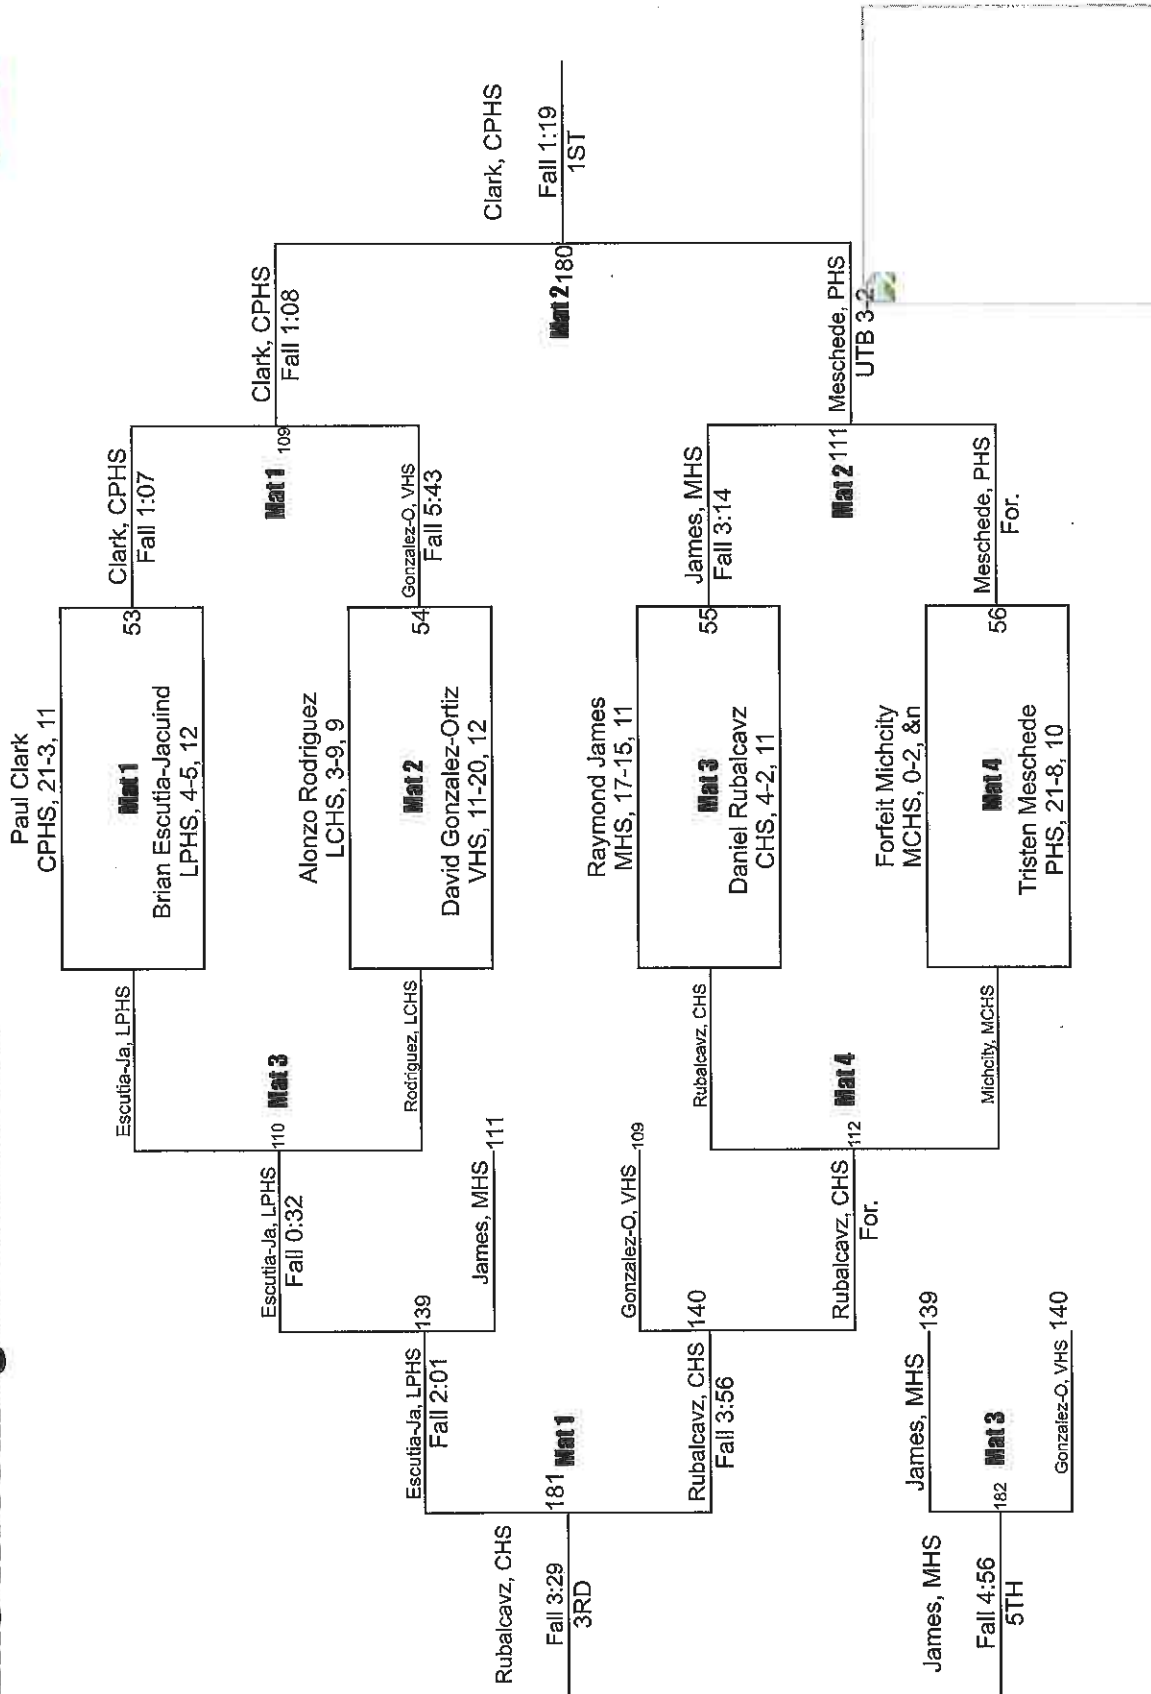 Paul Clark
CPHS, 21-3, 11
Mat 1
53
Brian Escutia-Jacuind
LPHS, 4-5, 12
Clark, CPHS
Fall 1:07
Alonzo Rodriguez
LCHS, 3-9, 9
Mat 2
54
David Gonzalez-Ortiz
VHS, 11-20, 12
Gonzalez-O, VHS
Fall 5:43
Mat 1
109
Clark, CPHS
Fall 1:08
Raymond James
MHS, 17-15, 11
Mat 3
55
Daniel Rubalcavz
CHS, 4-2, 11
James, MHS
Fall 3:14
Forfeit Michcity
MCHS, 0-2, &n
Mat 4
56
Tristen Meschede
PHS, 21-8, 10
Meschede, PHS
For.
Mat 2 111
Meschede, PHS
UTB 3-2
Mat 2 180
Clark, CPHS
Fall 1:19
1ST
Escutia-Ja, LPHS
Rodriguez, LCHS
110
Mat 3
Escutia-Ja, LPHS
Fall 0:32
James, MHS 111
139
Escutia-Ja, LPHS
Fall 2:01
Rubalcavz, CHS
Michcity, MCHS
112
Mat 4
Gonzalez-O, VHS 109
Rubalcavz, CHS
For.
140
Rubalcavz, CHS
Fall 3:56
181 Mat 1
Rubalcavz, CHS
Fall 3:29
3RD
James, MHS 139
Gonzalez-O, VHS 140
182
Mat 3
James, MHS
Fall 4:56
5TH